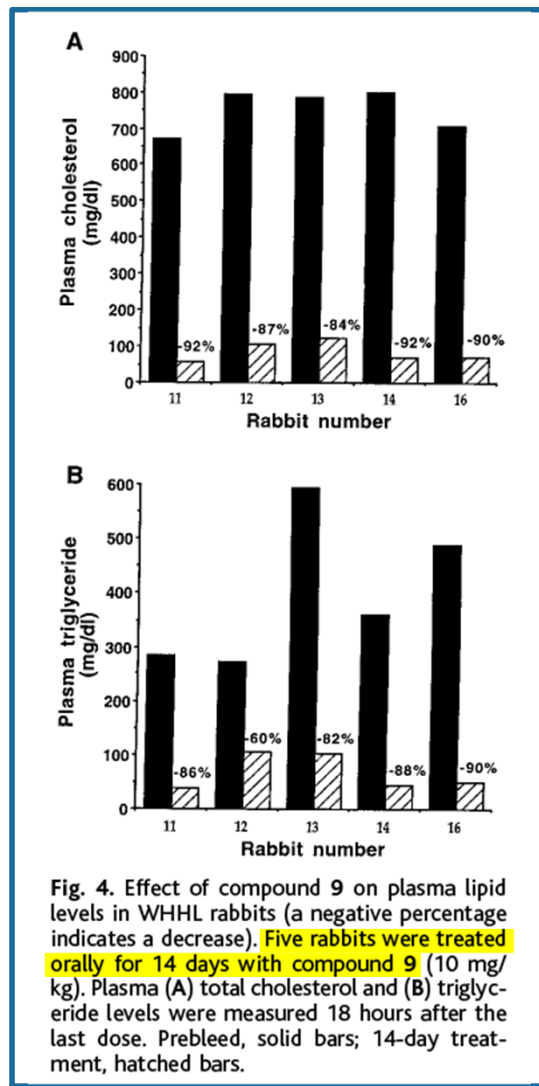 A
Plasma cholesterol
(mg/dl)
900
800
700
600
500
400
300
200
100
0
-92%
-87%
-84%
-92%
-90%
11 12 13 14 16
Rabbit number
B
Plasma triglyceride
(mg/dl)
600
500
400
300
200
100
0
-86%
-60%
-82%
-88%
-90%
11 12 13 14 16
Rabbit number
Fig. 4. Effect of compound 9 on plasma lipid
levels in WHHL rabbits (a negative percentage
indicates a decrease). Five rabbits were treated
orally for 14 days with compound 9 (10 mg/
kg). Plasma (A) total cholesterol and (B) triglyc-
eride levels were measured 18 hours after the
last dose. Prebleed, solid bars; 14-day treat-
ment, hatched bars.